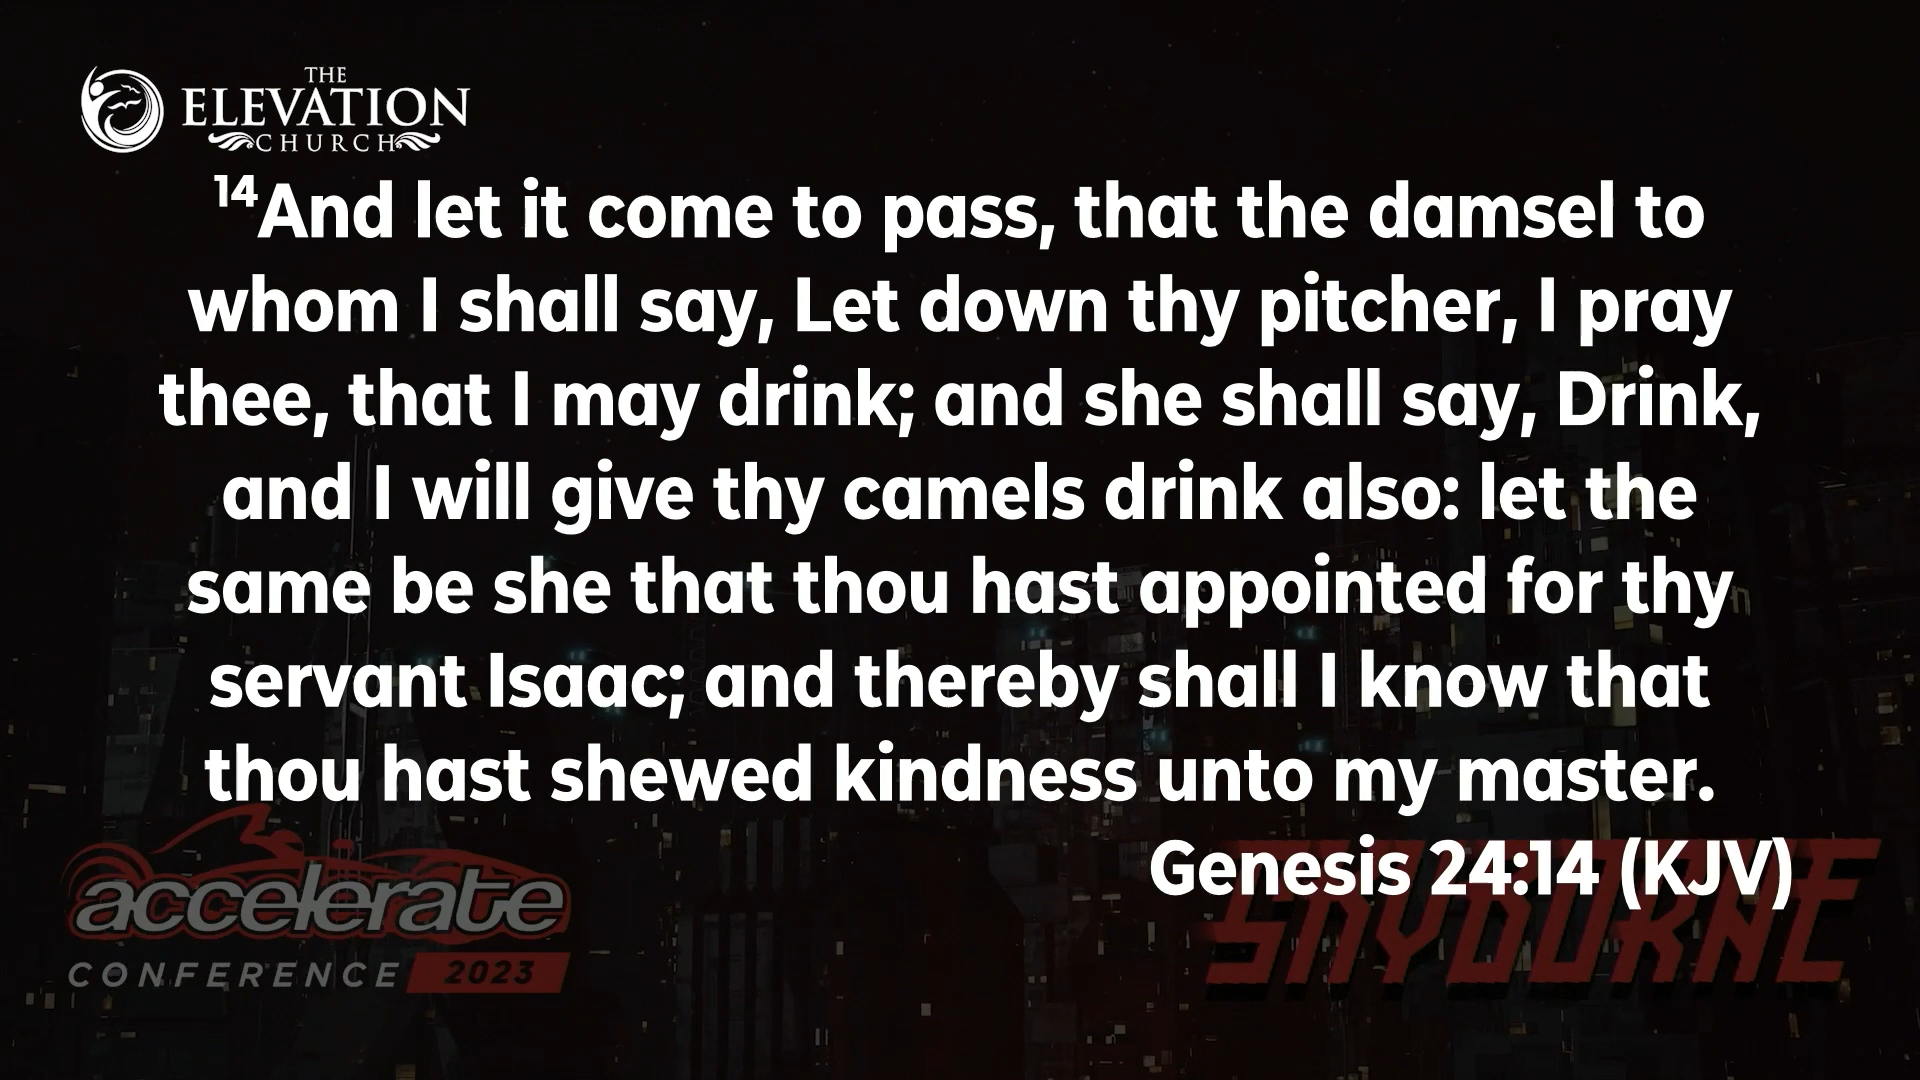 THE
ELEVATION
CHURCH
14And let it come to pass, that the damsel to
whom I shall say, Let down thy pitcher, I pray
thee, that I may drink; and she shall say, Drink,
and I will give thy camels drink also: let the
same be she that thou hast appointed for thy
servant Isaac; and thereby shall I know that
thou hast shewed kindness unto my master.
Genesis 24:14 (KJV)
accelerate
CONFERENCE 2023
SKYBORNE